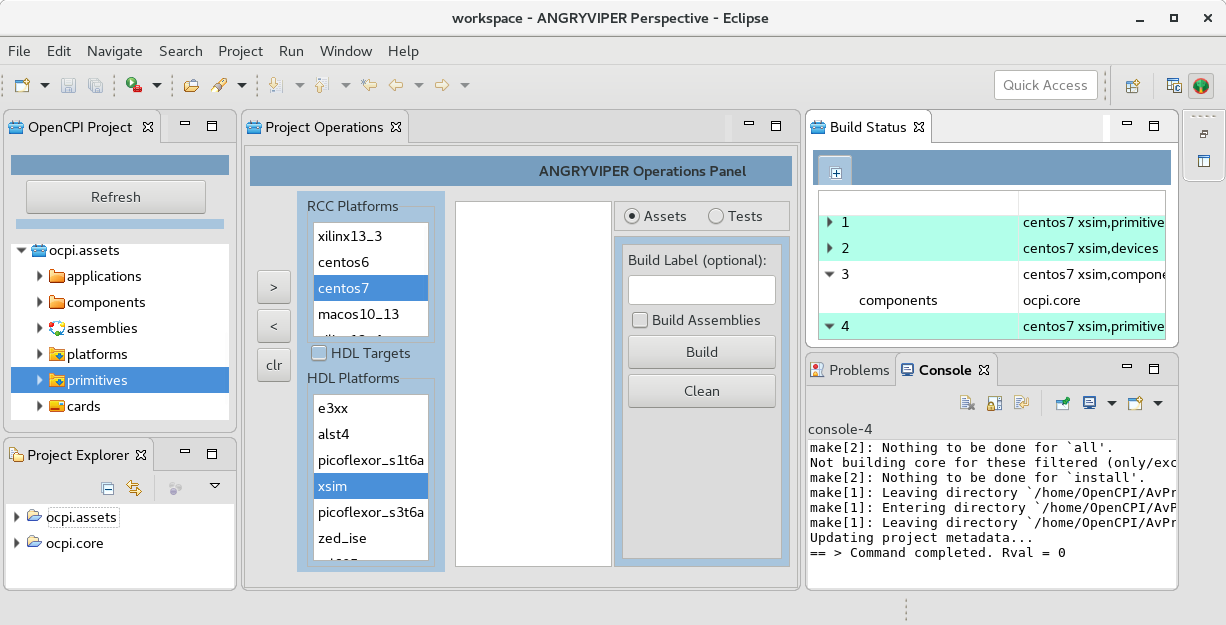 workspace - ANGRYVIPER Perspective - Eclipse
File Edit Navigate Search Project Run Window Help
Quick Access
OpenCPI Project
Refresh
ocpi.assets
applications
components
assemblies
platforms
primitives
cards
Project Explorer
ocpi.assets
ocpi.core
Project Operations
ANGRYVIPER Operations Panel
>
<
clr
RCC Platforms
xilinx13_3
centos6
centos7
macos10_13
HDL Targets
HDL Platforms
e3xx
alst4
picoflexor_s1t6a
xsim
picoflexor_s3t6a
zed_ise
Assets Tests
Build Label (optional):
Build Assemblies
Build
Clean
Build Status
1 centos7 xsim,primitive
2 centos7 xsim,devices
3 centos7 xsim,compone
components ocpi.core
4 centos7 xsim,primitive
Problems Console
console-4
make[2]: Nothing to be done for `all'.
Not building core for these filtered (only/exc
make[2]: Nothing to be done for `install'.
make[1]: Leaving directory `/home/OpenCPI/AvPr
make[1]: Entering directory `/home/OpenCPI/AvPr
make[1]: Leaving directory `/home/OpenCPI/AvPr
Updating project metadata...
== > Command completed. Rval = 0